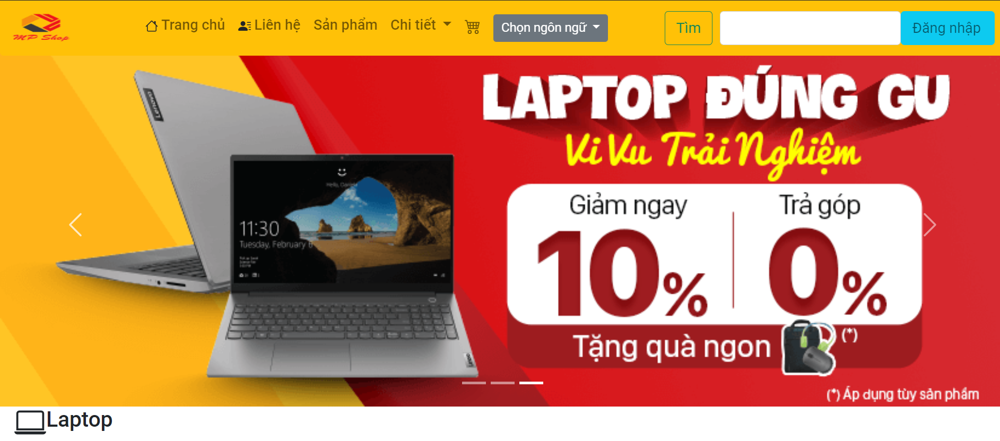 MP Shop
Trang chủ
Liên hệ
Sản phẩm
Chi tiết
Chọn ngôn ngữ
Tìm
Đăng nhập
LAPTOP ĐÚNG GU
Vi Vu Trải Nghiệm
Lenovo
Giảm ngay
10%
Trả góp
0%
11:30
Tuesday, February 6
Tặng quà ngon (*)
Lenovo
(*) Áp dụng tùy sản phẩm
Laptop